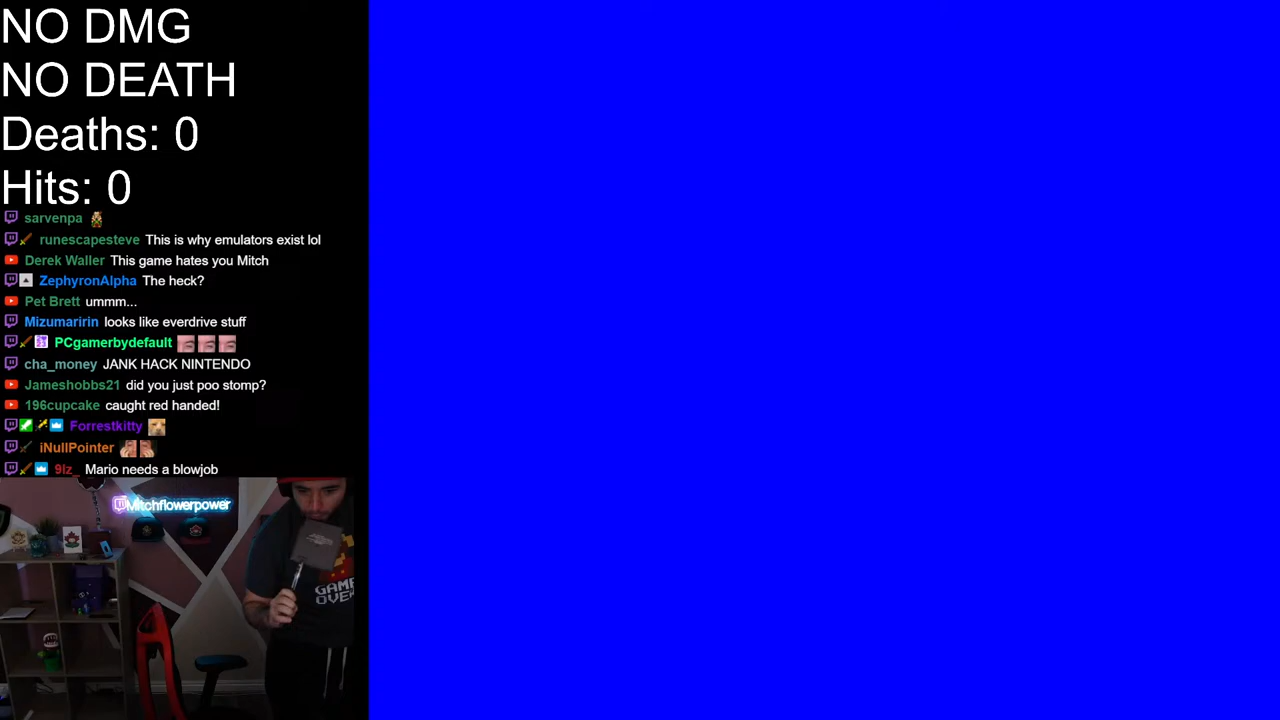 NO DMG
NO DEATH
Deaths: 0
Hits: 0
sarvenpa
runescapesteve This is why emulators exist lol
Derek Waller This game hates you Mitch
ZephyronAlpha The heck?
Pet Brett ummm...
Mizumaririn looks like everdrive stuff
PCgamerbydefault
cha_money JANK HACK NINTENDO
Jameshobbs21 did you just poo stomp?
196cupcake caught red handed!
Forrestkitty
iNullPointer
9lz_ Mario needs a blowjob
Mitchflowerpower
GAME
OVER